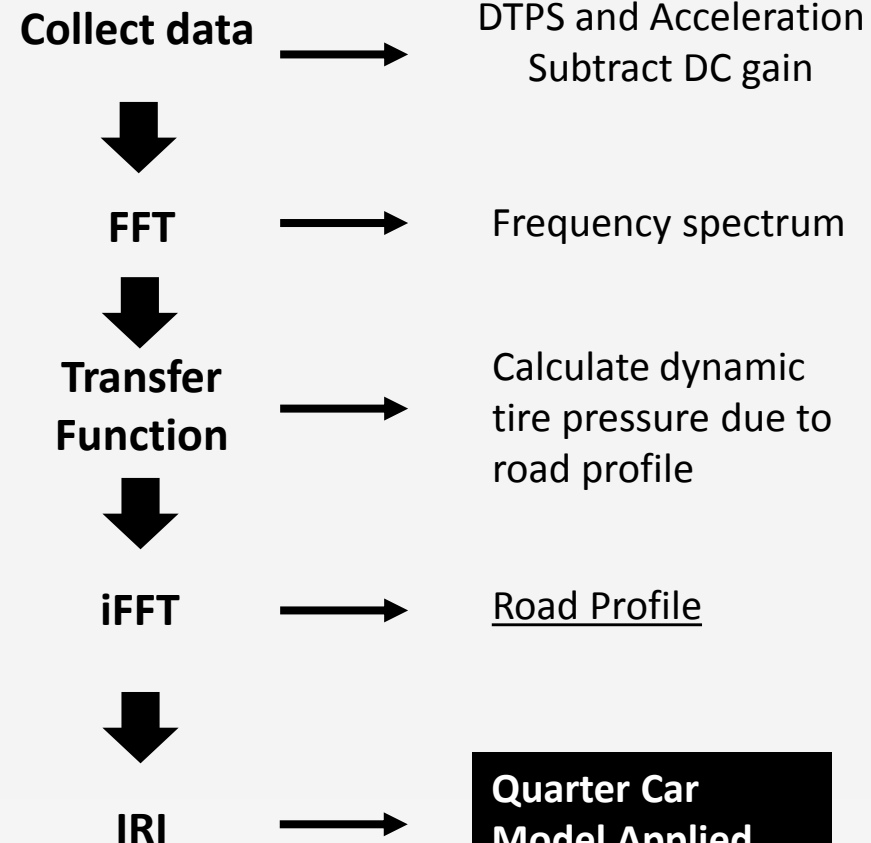 Collect data
DTPS and Acceleration
Subtract DC gain
FFT
Frequency spectrum
Transfer
Function
Calculate dynamic
tire pressure due to
road profile
iFFT
Road Profile
IRI
Quarter Car
Model Applied